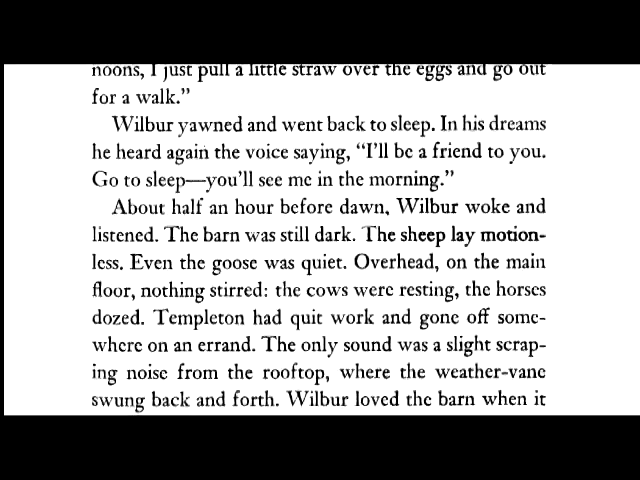 noons, I just pull a little straw over the eggs and go out
for a walk.”
Wilbur yawned and went back to sleep. In his dreams
he heard again the voice saying, “I’ll be a friend to you.
Go to sleep—you’ll see me in the morning.”
About half an hour before dawn, Wilbur woke and
listened. The barn was still dark. The sheep lay motion-
less. Even the goose was quiet. Overhead, on the main
floor, nothing stirred: the cows were resting, the horses
dozed. Templeton had quit work and gone off some-
where on an errand. The only sound was a slight scrap-
ing noise from the rooftop, where the weather-vane
swung back and forth. Wilbur loved the barn when it